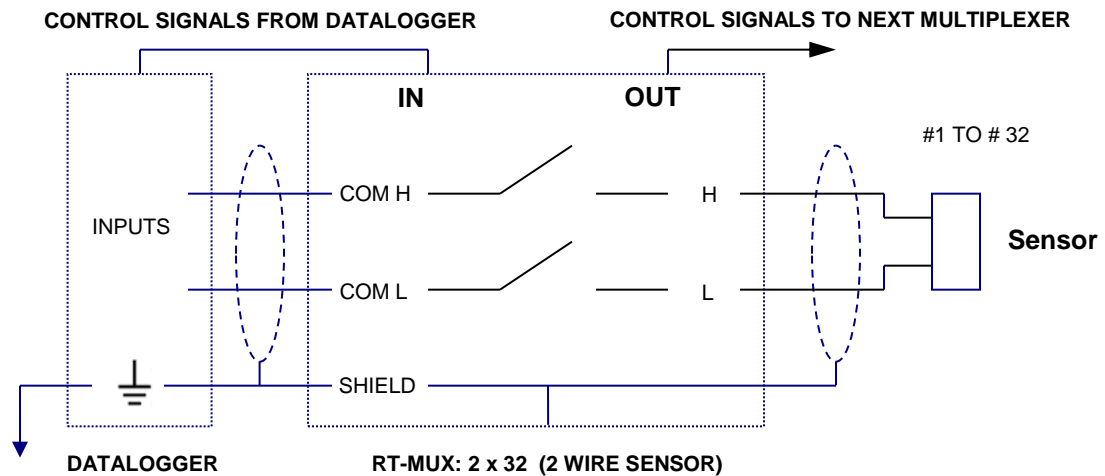 CONTROL SIGNALS FROM DATALOGGER
CONTROL SIGNALS TO NEXT MULTIPLEXER
IN
OUT
#1 TO # 32
COM H
H
INPUTS
Sensor
COM L
L
SHIELD
DATALOGGER
RT-MUX: 2 x 32 (2 WIRE SENSOR)